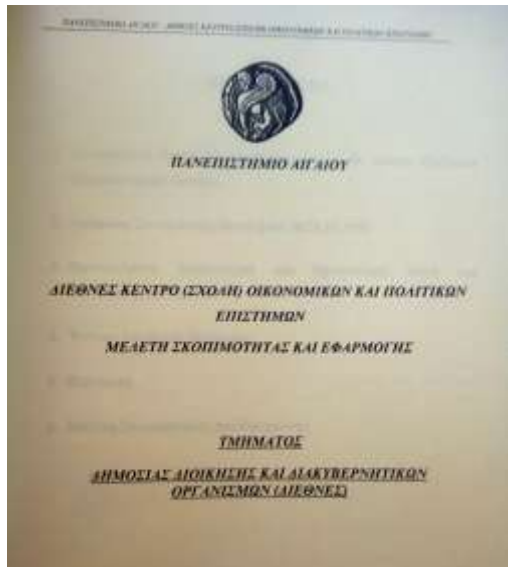 ΠΑΝΕΠΙΣΤΗΜΙΟ ΑΙΓΑΙΟΥ
ΔΙΕΘΝΕΣ ΚΕΝΤΡΟ (ΣΧΟΛΗ) ΟΙΚΟΝΟΜΙΚΩΝ ΚΑΙ ΠΟΛΙΤΙΚΩΝ
ΕΠΙΣΤΗΜΩΝ
ΜΕΛΕΤΗ ΣΚΟΠΙΜΟΤΗΤΑΣ ΚΑΙ ΕΦΑΡΜΟΓΗΣ
ΤΜΗΜΑΤΟΣ
ΔΗΜΟΣΙΑΣ ΔΙΟΙΚΗΣΗΣ ΚΑΙ ΔΙΑΚΥΒΕΡΝΗΤΙΚΩΝ
ΟΡΓΑΝΙΣΜΩΝ (ΔΙΕΘΝΕΣ)